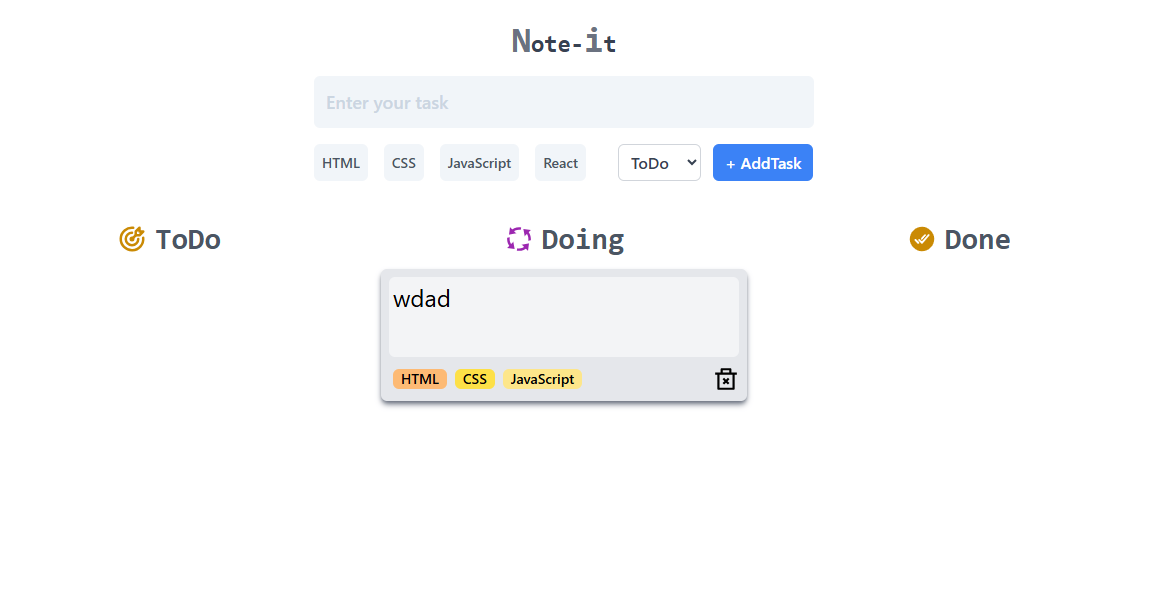 Note-it
Enter your task
HTML CSS JavaScript React ToDo + AddTask
ToDo Doing Done
wdad
HTML CSS JavaScript